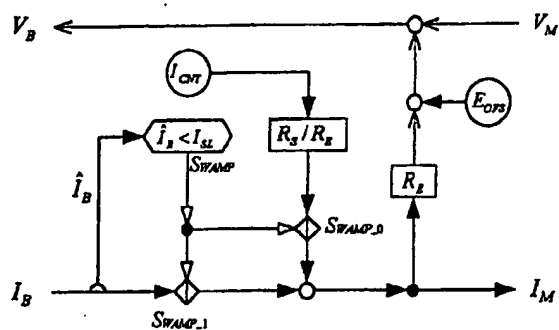 V_B
V_M
I_CNT
E_OFS
Î_B < I_SL
R_S / R_E
S_WAMP
R_E
Î_B
S_WAMP_0
I_B
I_M
S_WAMP_1